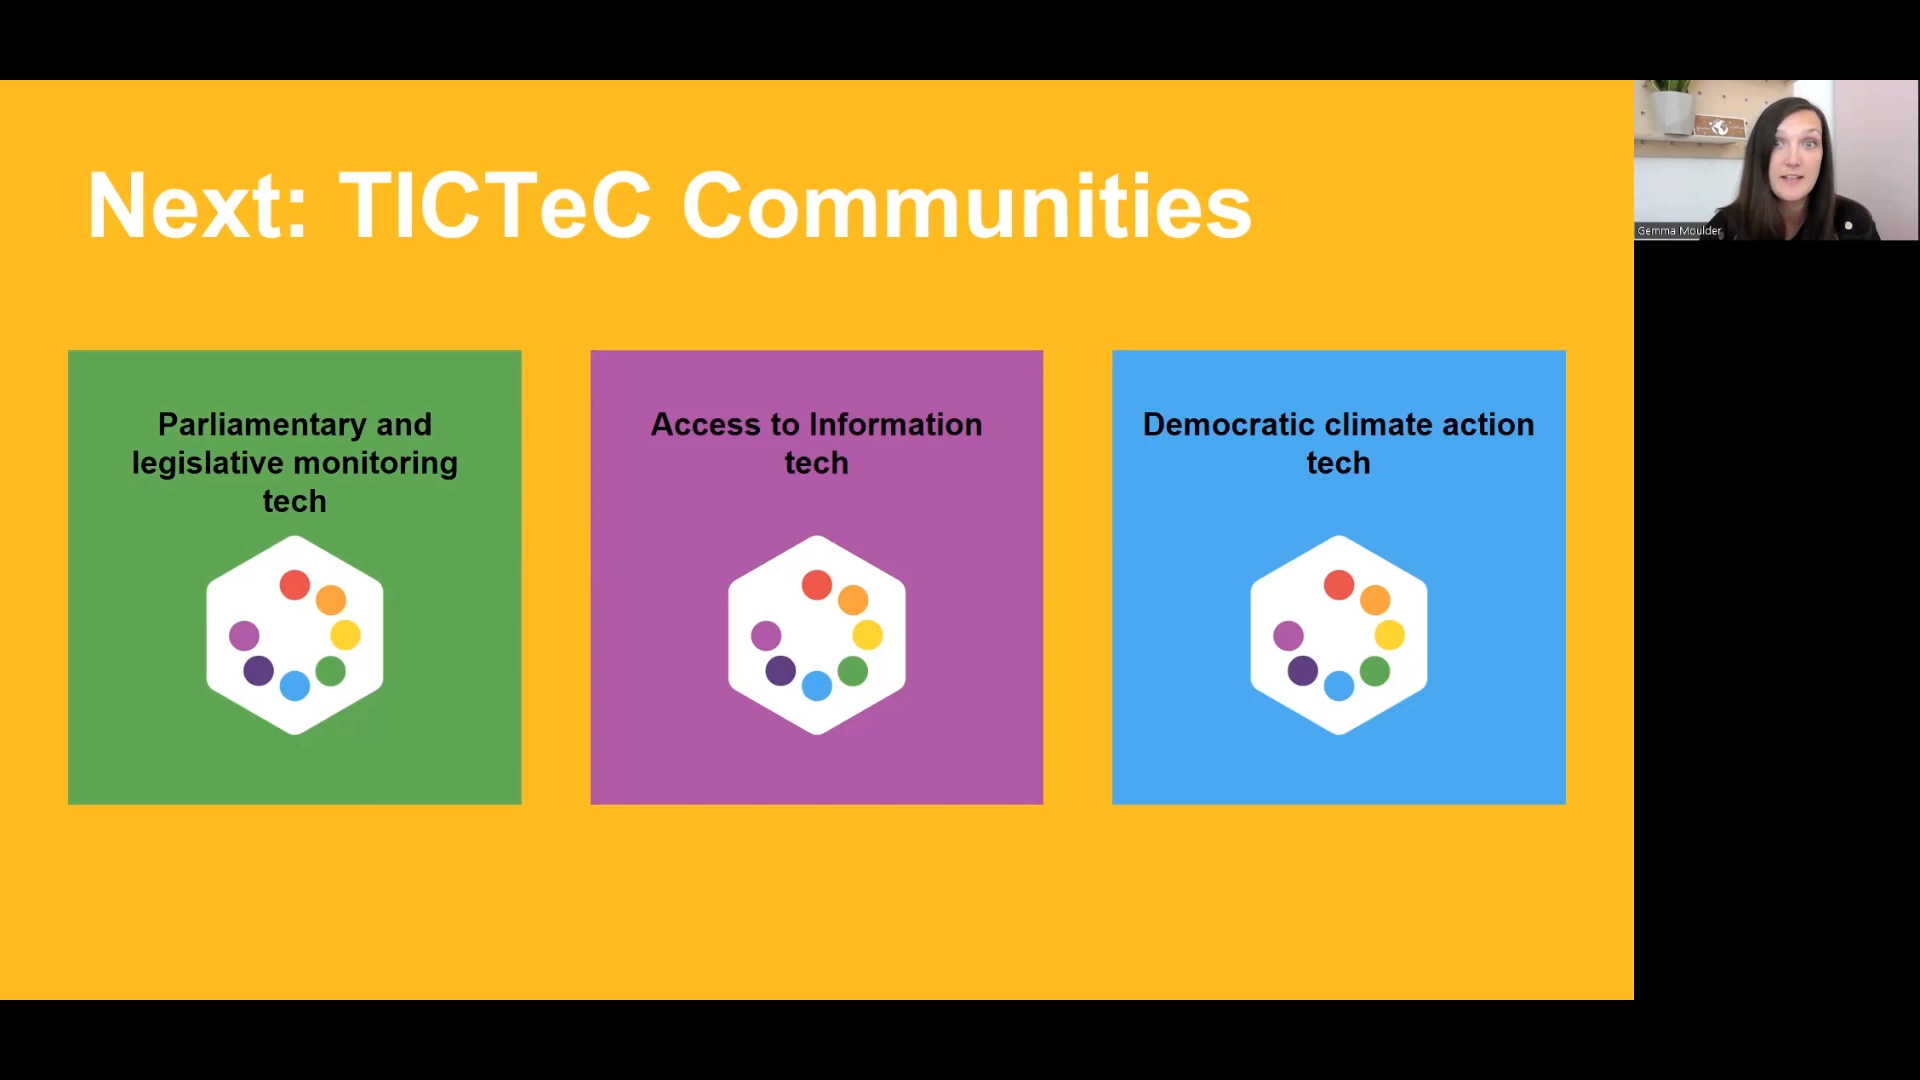 Next: TICTeC Communities
Parliamentary and
legislative monitoring
tech
Access to Information
tech
Democratic climate action
tech
Gemma Moulder